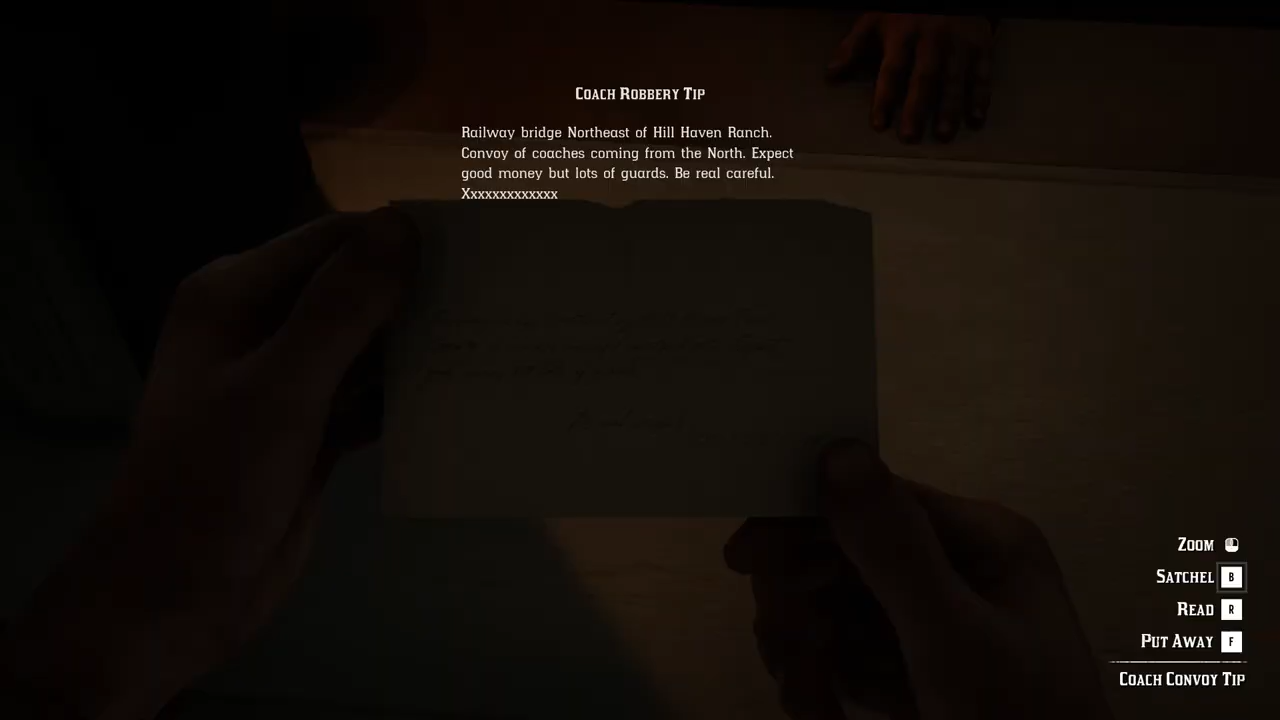 Coach Robbery Tip
Railway bridge Northeast of Hill Haven Ranch.
Convoy of coaches coming from the North. Expect
good money but lots of guards. Be real careful.
Xxxxxxxxxxxxx
Zoom
Satchel B
Read R
Put Away F
Coach Convoy Tip